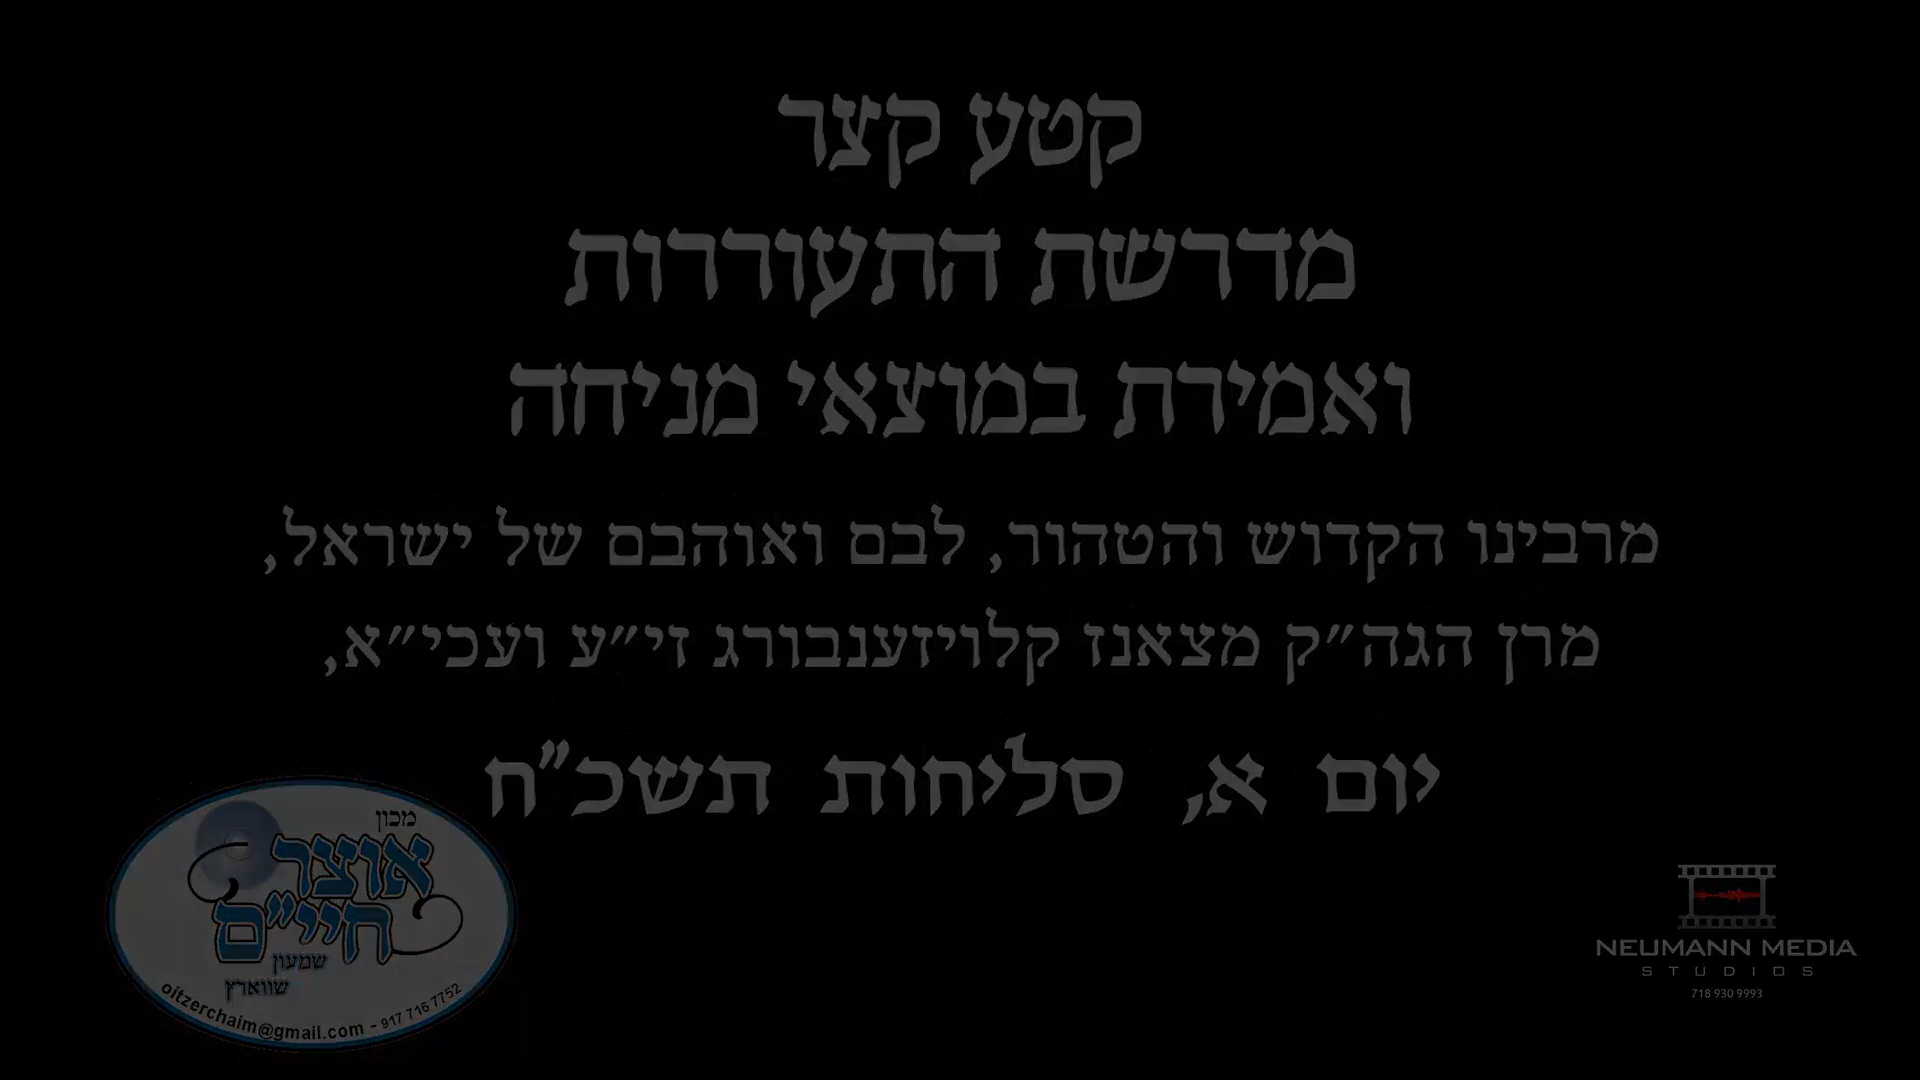 קטע קצר
מדרשת התעוררות
ואמירת במוצאי מניחה
מרבינו הקדוש והטהור, לבם ואוהבם של ישראל,
מרן הגה״ק מצאנז קלויזענבורג זי״ע ועכי״א,
יום א, סליחות תשכ״ח
מכון
אוצר
חיי״ם
שמעון
שווארץ
oitzerchaim@gmail.com - 917 716 7752
NEUMANN MEDIA
STUDIOS
718 930 9993